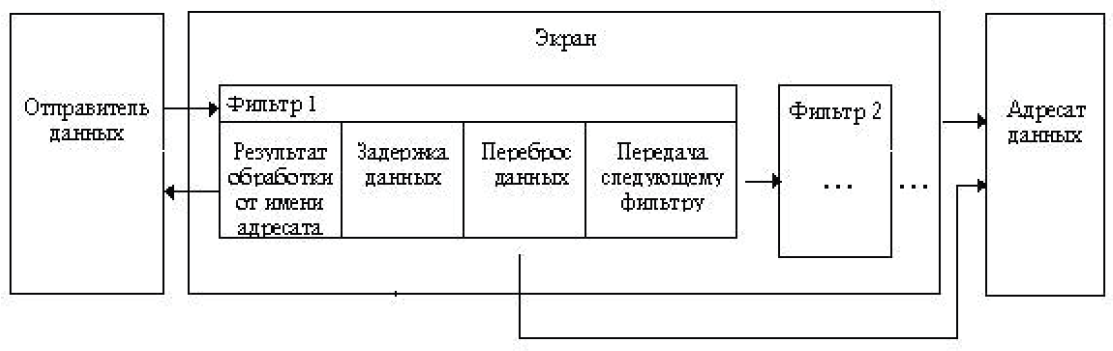 Экран
Отправитель
данных
Фильтр 1
Результат
обработки
от имени
адресата
Задержка
данных
Переброс
данных
Передача
следующему
фильтру
Фильтр 2
...
...
Адресат
данных